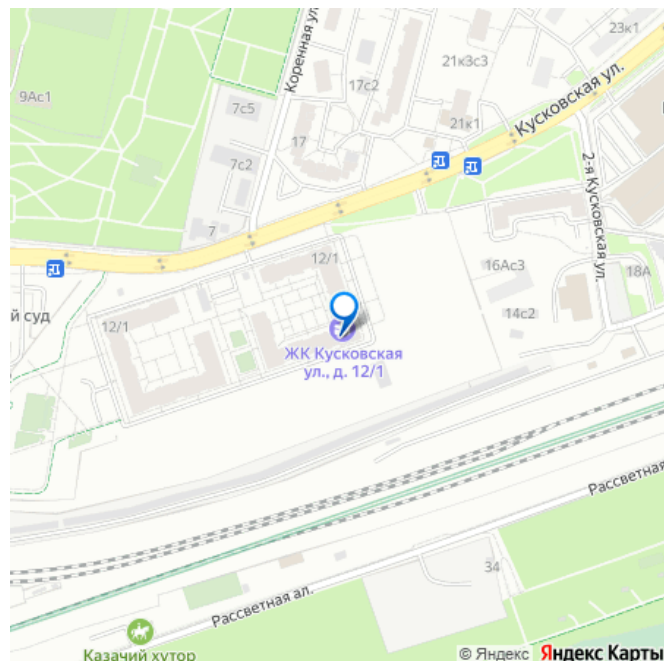 23к1
Коренная ул
21к3с3
9Ас1
17с2
Кусковская ул.
7с5
21к1
17
7с2
2-я Кусковская ул.
7
12/1
16Ас3
18А
й суд
12/1
14с2
ЖК Кусковская
ул., д. 12/1
Рассветная
34
Рассветная ал.
Казачий хутор
© Яндекс Яндекс Карты